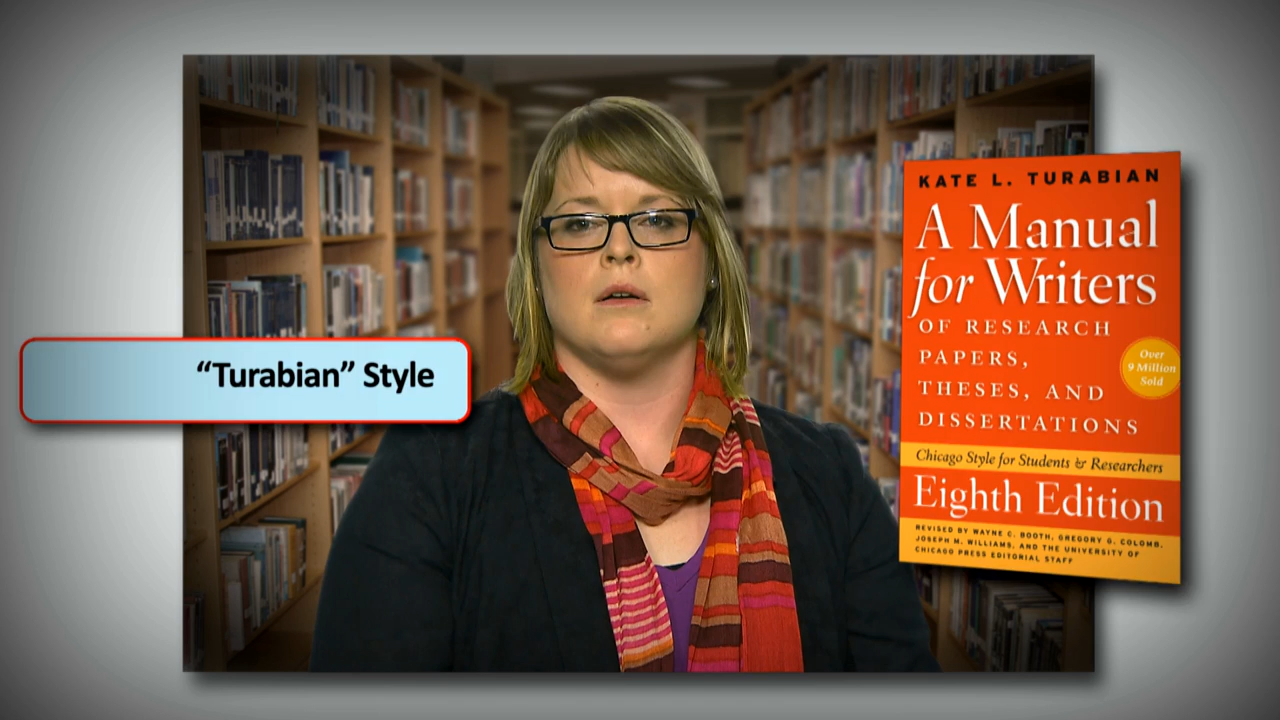 “Turabian” Style
KATE L. TURABIAN
A Manual
for Writers
OF RESEARCH
PAPERS,
THESES, AND
DISSERTATIONS
Over
9 Million
Sold
Chicago Style for Students & Researchers
Eighth Edition
REVISED BY WAYNE C. BOOTH, GREGORY G. COLOMB,
JOSEPH M. WILLIAMS, AND THE UNIVERSITY OF
CHICAGO PRESS EDITORIAL STAFF